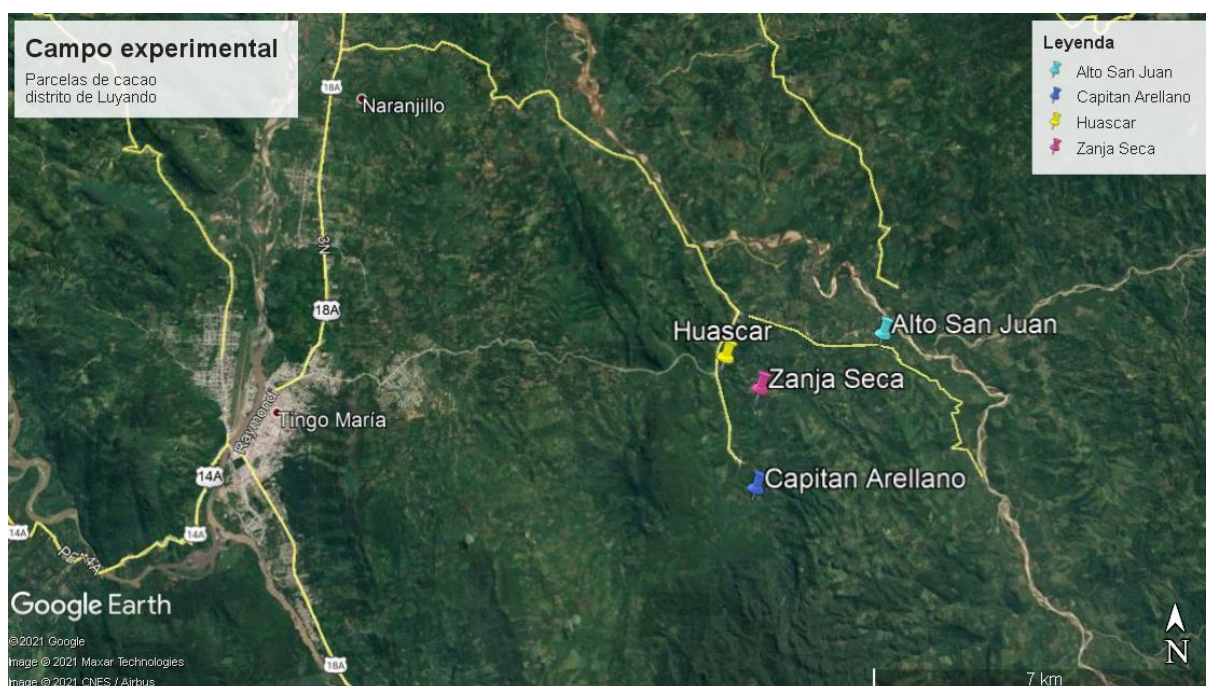 Campo experimental
Parcelas de cacao
distrito de Luyando
Leyenda
Alto San Juan
Capitan Arellano
Huascar
Zanja Seca
18A
Naranjillo
3N
18A
Huascar
Alto San Juan
Zanja Seca
Raymondi
Tingo María
14A
Capitan Arellano
14A
14A
Google Earth
©2021 Google
Image © 2021 Maxar Technologies
Image © 2021 CNES / Airbus
18A
N
7 km